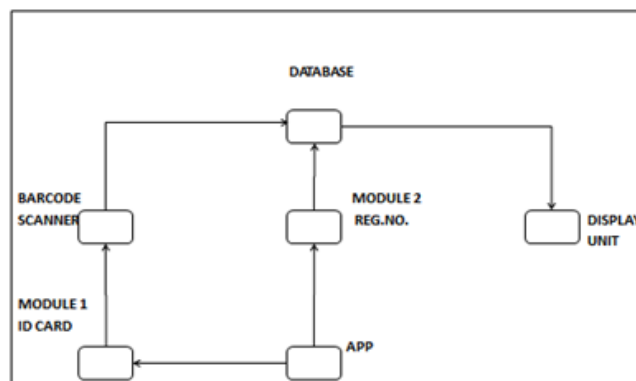 DATABASE
BARCODE
SCANNER
MODULE 2
REG.NO.
DISPLAY
UNIT
MODULE 1
ID CARD
APP